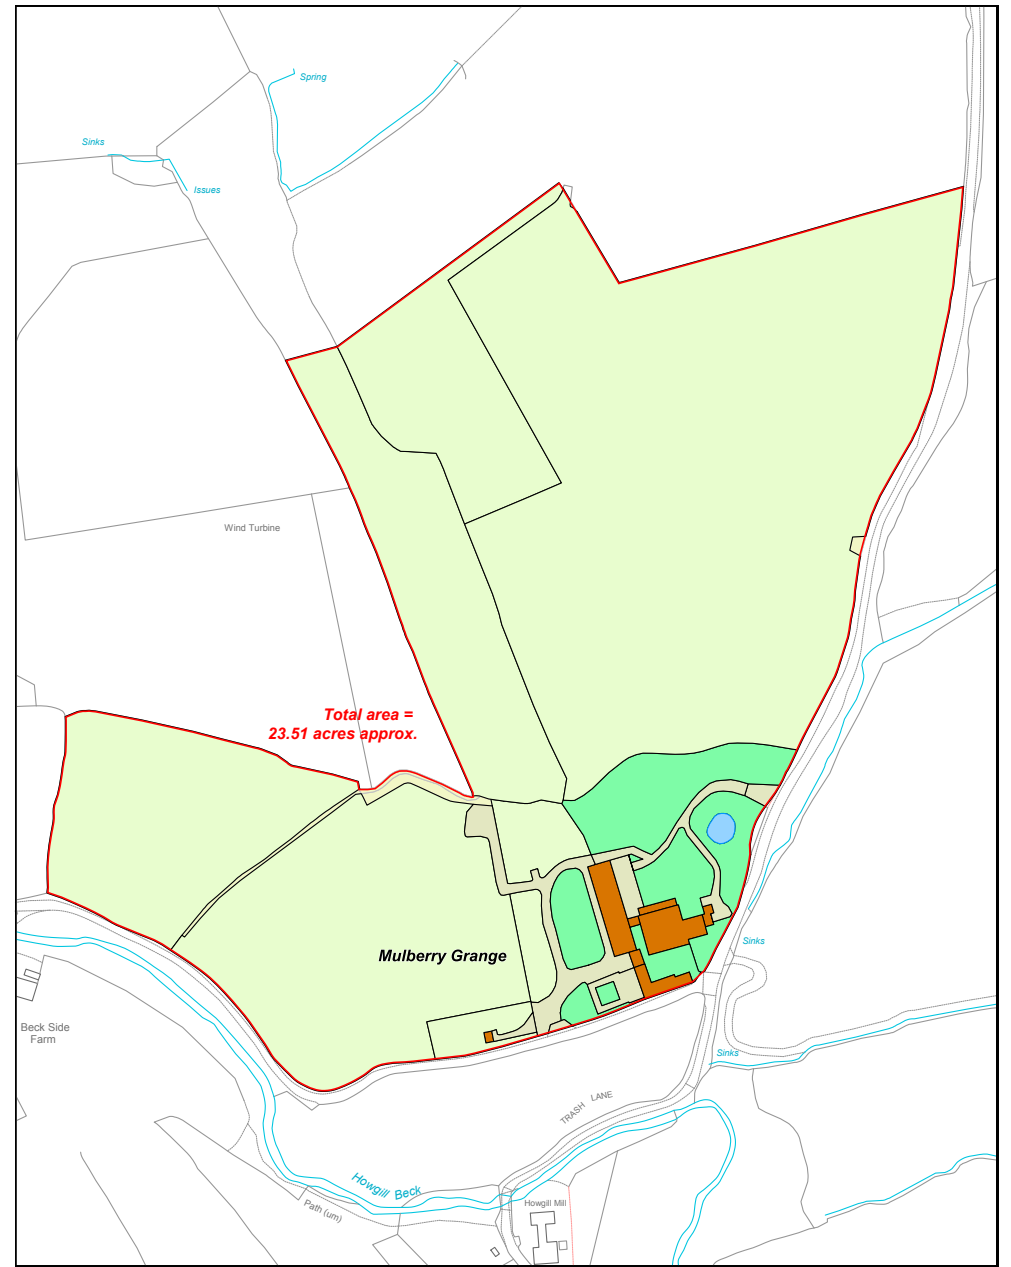 Spring
Sinks
Issues
Wind Turbine
Total area =
23.51 acres approx.
Mulberry Grange
Sinks
Beck Side
Farm
Sinks
TRASH LANE
Howgill Beck
Howgill Mill
Path (um)